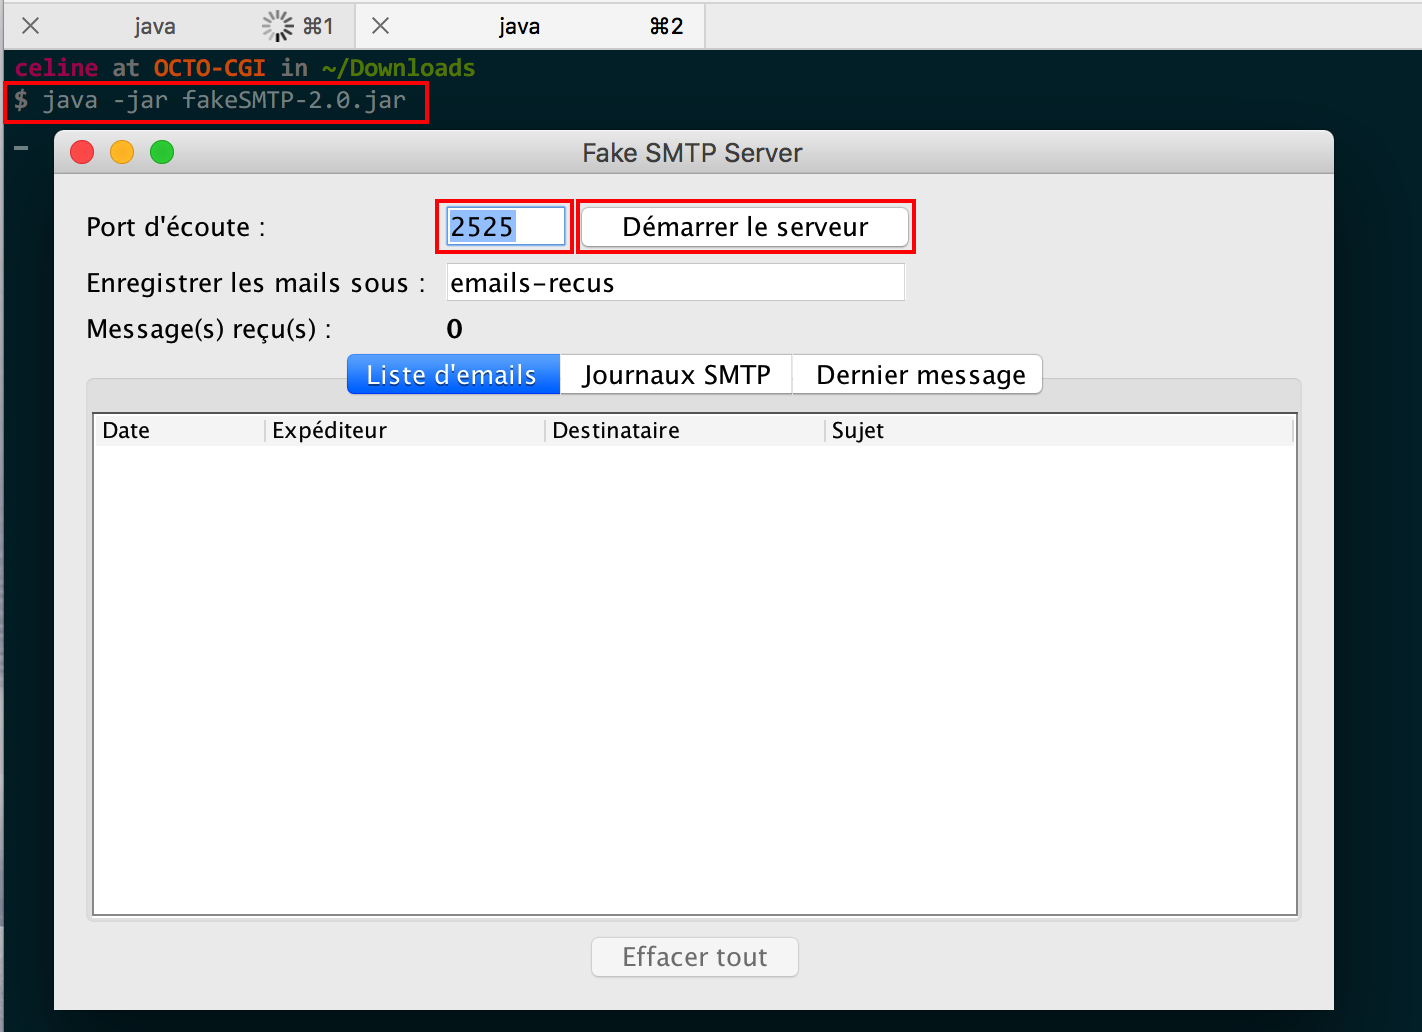 java ⌘1 java ⌘2
celine at OCTO-CGI in ~/Downloads
$ java -jar fakeSMTP-2.0.jar
Fake SMTP Server
Port d'écoute : 2525 Démarrer le serveur
Enregistrer les mails sous : emails-recus
Message(s) reçu(s) : 0
Liste d'emails Journaux SMTP Dernier message
Date Expéditeur Destinataire Sujet
Effacer tout